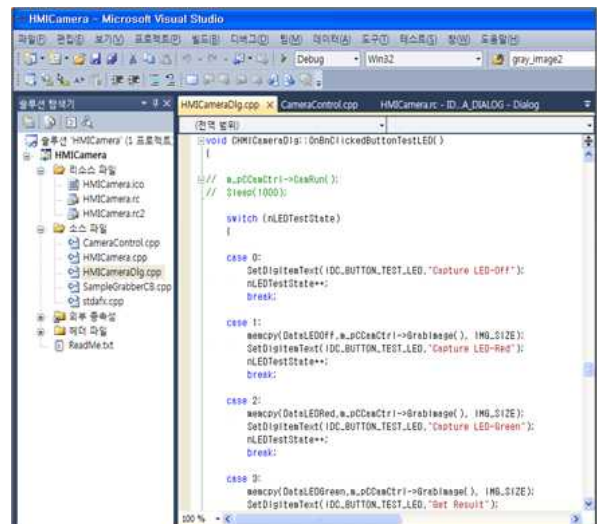 HMICamera - Microsoft Visual Studio
파일(F) 편집(E) 보기(V) 프로젝트(P) 빌드(B) 디버그(D) 팀(M) 데이터(A) 도구(T) 테스트(S) 창(W) 도움말(H)
Debug Win32 gray_image2
솔루션 탐색기
HMICameraDlg.cpp CameraControl.cpp HMICamera.rc - ID...A_DIALOG - Dialog
(전역 범위)
솔루션 'HMICamera' (1 프로젝트
HMICamera
리소스 파일
HMICamera.ico
HMICamera.rc
HMICamera.rc2
소스 파일
CameraControl.cpp
HMICamera.cpp
HMICameraDlg.cpp
SampleGrabberCB.cpp
stdafx.cpp
외부 종속성
헤더 파일
ReadMe.txt
void CHMICameraDlg::OnBnClickedButtonTestLED()
{
// m_pCCamCtrl->CamRun();
// Sleep(1000);
switch (nLEDTestState)
{
case 0:
SetDlgItemText(IDC_BUTTON_TEST_LED,"Capture LED-Off");
nLEDTestState++;
break;
case 1:
memcpy(DataLEDOff,m_pCCamCtrl->GrabImage(), IMG_SIZE);
SetDlgItemText(IDC_BUTTON_TEST_LED,"Capture LED-Red");
nLEDTestState++;
break;
case 2:
memcpy(DataLEDRed,m_pCCamCtrl->GrabImage(), IMG_SIZE);
SetDlgItemText(IDC_BUTTON_TEST_LED,"Capture LED-Green");
nLEDTestState++;
break;
case 3:
memcpy(DataLEDGreen,m_pCCamCtrl->GrabImage(), IMG_SIZE);
SetDlgItemText(IDC_BUTTON_TEST_LED,"Get Result");
100 %